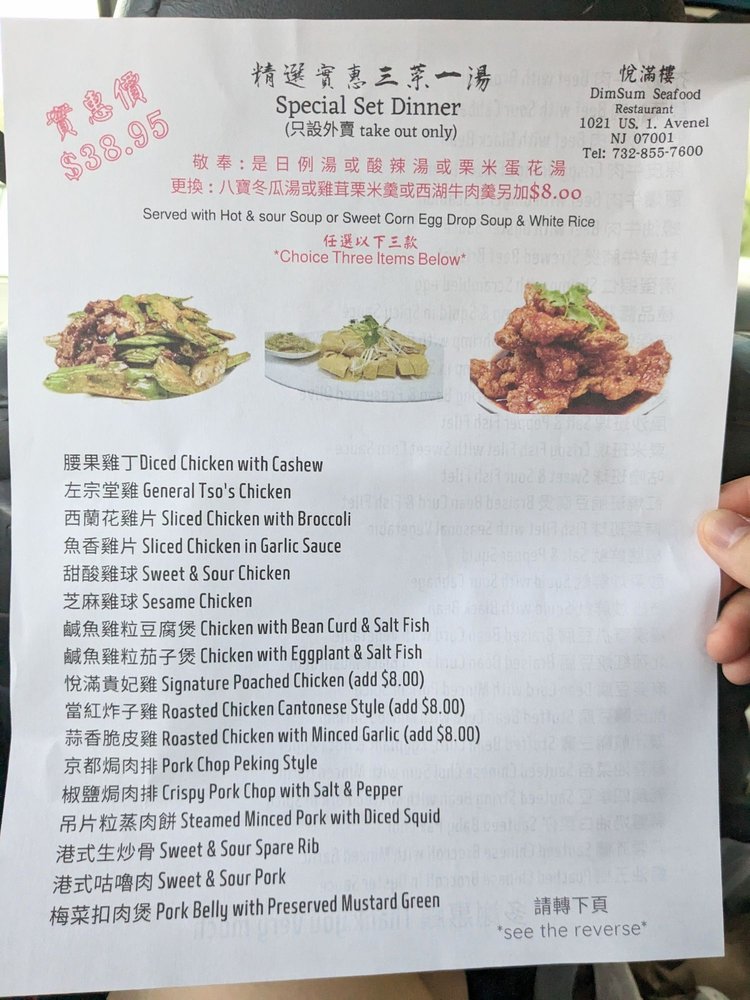 實惠價
$38.95
精選實惠三菜一湯
Special Set Dinner
(只設外賣 take out only)
悅滿樓
DimSum Seafood
Restaurant
1021 US. 1. Avenel
NJ 07001
Tel: 732-855-7600
敬奉：是日例湯或酸辣湯或栗米蛋花湯
更換：八寶冬瓜湯或雞茸栗米羹或西湖牛肉羹另加$8.00
Served with Hot & sour Soup or Sweet Corn Egg Drop Soup & White Rice
任選以下三款
*Choice Three Items Below*
腰果雞丁Diced Chicken with Cashew
左宗堂雞 General Tso's Chicken
西蘭花雞片 Sliced Chicken with Broccoli
魚香雞片 Sliced Chicken in Garlic Sauce
甜酸雞球 Sweet & Sour Chicken
芝麻雞球 Sesame Chicken
鹹魚雞粒豆腐煲 Chicken with Bean Curd & Salt Fish
鹹魚雞粒茄子煲 Chicken with Eggplant & Salt Fish
悅滿貴妃雞 Signature Poached Chicken (add $8.00)
當紅炸子雞 Roasted Chicken Cantonese Style (add $8.00)
蒜香脆皮雞 Roasted Chicken with Minced Garlic (add $8.00)
京都焗肉排 Pork Chop Peking Style
椒鹽焗肉排 Crispy Pork Chop with Salt & Pepper
吊片粒蒸肉餅 Steamed Minced Pork with Diced Squid
港式生炒骨 Sweet & Sour Spare Rib
港式咕嚕肉 Sweet & Sour Pork
梅菜扣肉煲 Pork Belly with Preserved Mustard Green
請轉下頁
*see the reverse*